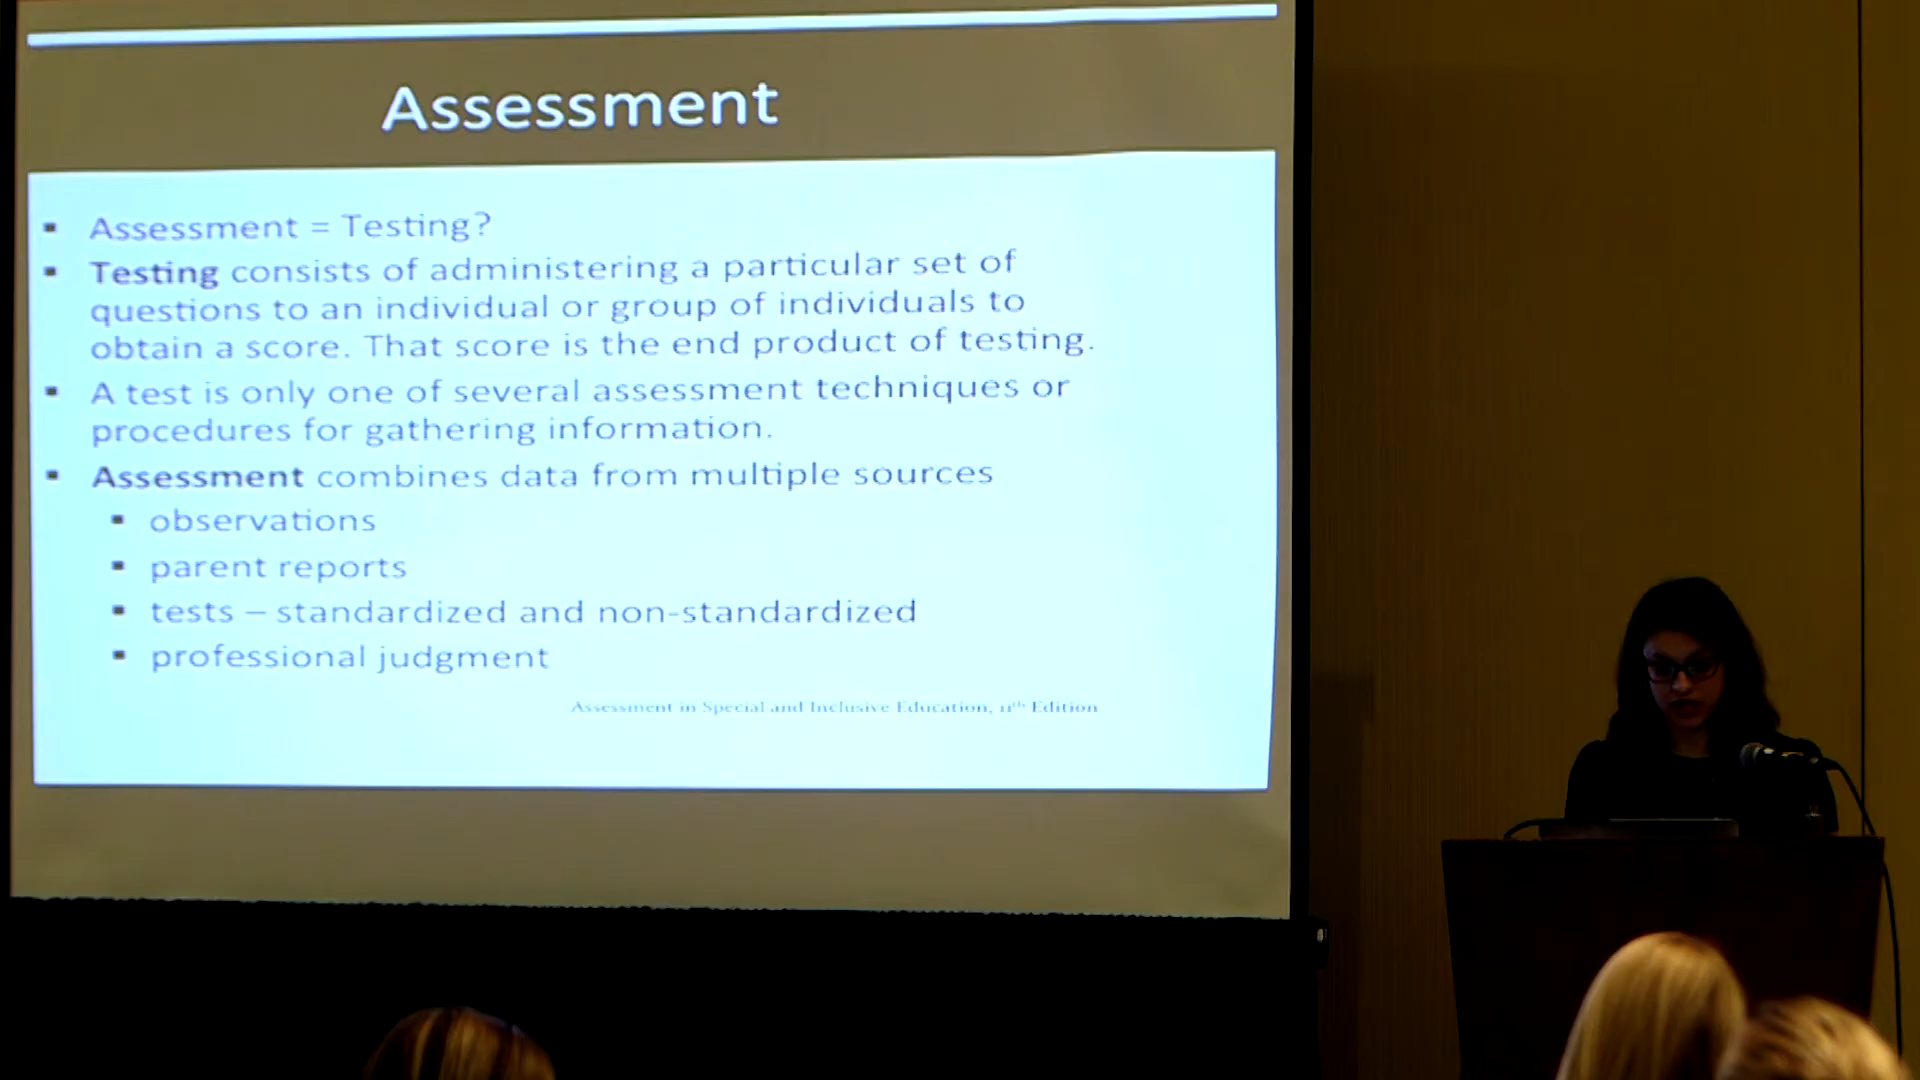 Assessment
▪ Assessment = Testing?
▪ Testing consists of administering a particular set of
questions to an individual or group of individuals to
obtain a score. That score is the end product of testing.
▪ A test is only one of several assessment techniques or
procedures for gathering information.
▪ Assessment combines data from multiple sources
▪ observations
▪ parent reports
▪ tests – standardized and non-standardized
▪ professional judgment
Assessment in Special and Inclusive Education, 11th Edition